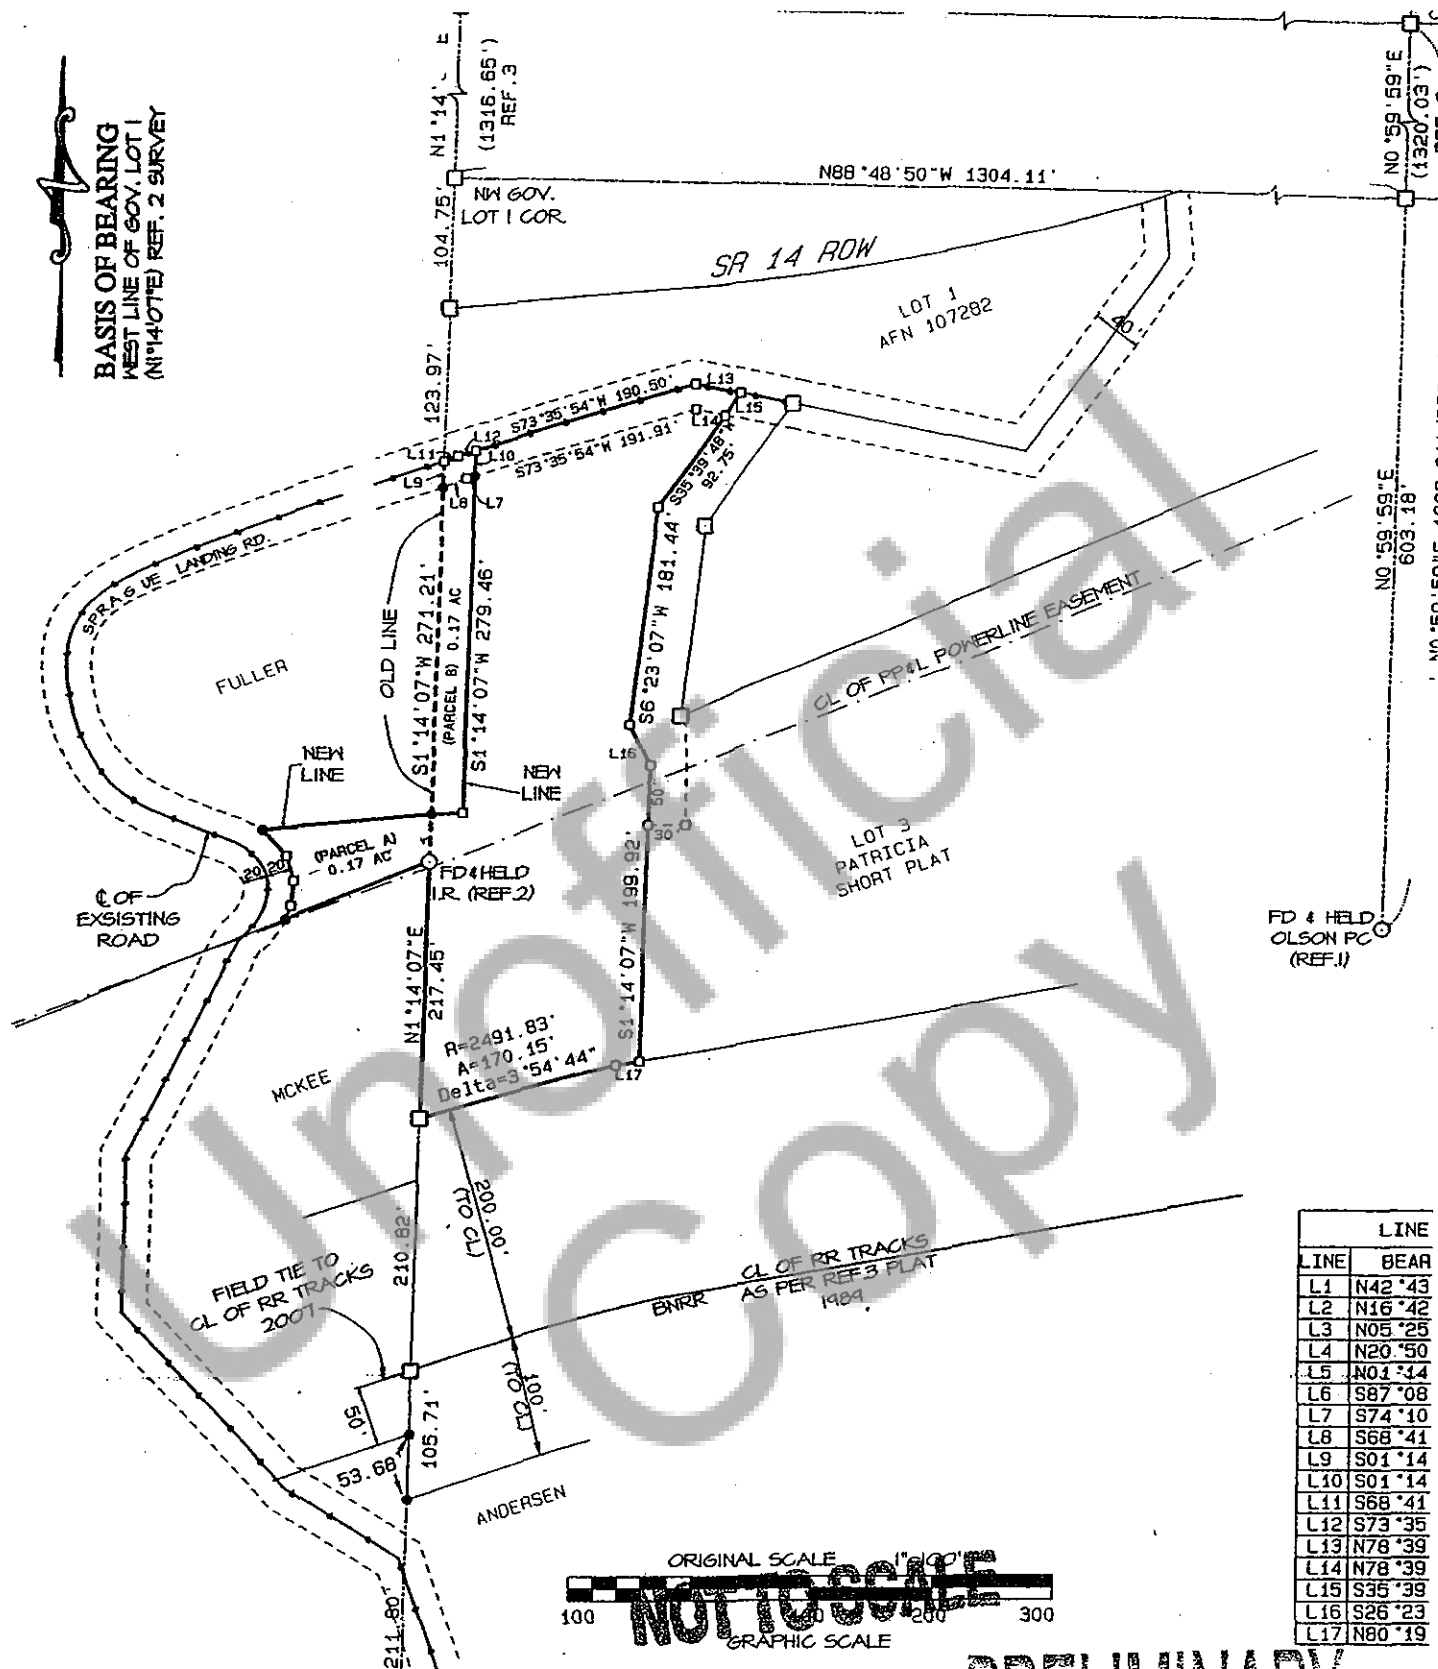 BASIS OF BEARING
WEST LINE OF GOV. LOT 1
(N1°14'07"E) REF. 2 SURVEY
N1°14'
E
(1316.65')
REF.3
N0°59'59"E
(1320.03')
N88°48'50"W 1304.11'
NW GOV.
LOT 1 COR.
104.75'
SR 14 ROW
LOT 1
AFN 107282
40'
123.97'
S73°35'54"W 190.50'
L13
L15
L14
L12
L11
L10
S73°35'54"W 191.91'
L9
L8
L7
S35°39'48"W
92.75'
SPRAGUE LANDING RD.
N0°59'59"E
603.18'
FULLER
OLD LINE
S1°14'07"W 271.21'
(PARCEL B) 0.17 AC
S1°14'07"W 279.46'
S6°23'07"W 181.44'
CL OF PP&L POWERLINE EASEMENT
L16
NEW
LINE
NEW
LINE
50'
30'
(PARCEL A)
0.17 AC
20
20
LOT 3
PATRICIA
SHORT PLAT
FD & HELD
I.R. (REF.2)
℄ OF
EXSISTING
ROAD
FD & HELD
OLSON PC
(REF.1)
N1°14'07"E
217.45'
S1°14'07"W 199.92'
R=2491.83'
A=170.15'
Delta=3°54'44"
L17
MCKEE
200.00'
(TO CL)
210.82'
FIELD TIE TO
CL OF RR TRACKS
2007
BNRR
CL OF RR TRACKS
AS PER REF.3 PLAT
1989
100'
(TO CL)
50'
105.71'
53.68
ANDERSEN
211.80'
LINE
LINE BEAR
L1 N42°43
L2 N16°42
L3 N05°25
L4 N20°50
L5 N01°14
L6 S87°08
L7 S74°10
L8 S68°41
L9 S01°14
L10 S01°14
L11 S68°41
L12 S73°35
L13 N78°39
L14 N78°39
L15 S35°39
L16 S26°23
L17 N80°19
ORIGINAL SCALE 1"=100'
NOT TO SCALE
100
200
300
GRAPHIC SCALE
PRELIMINARY
Unofficial
Copy